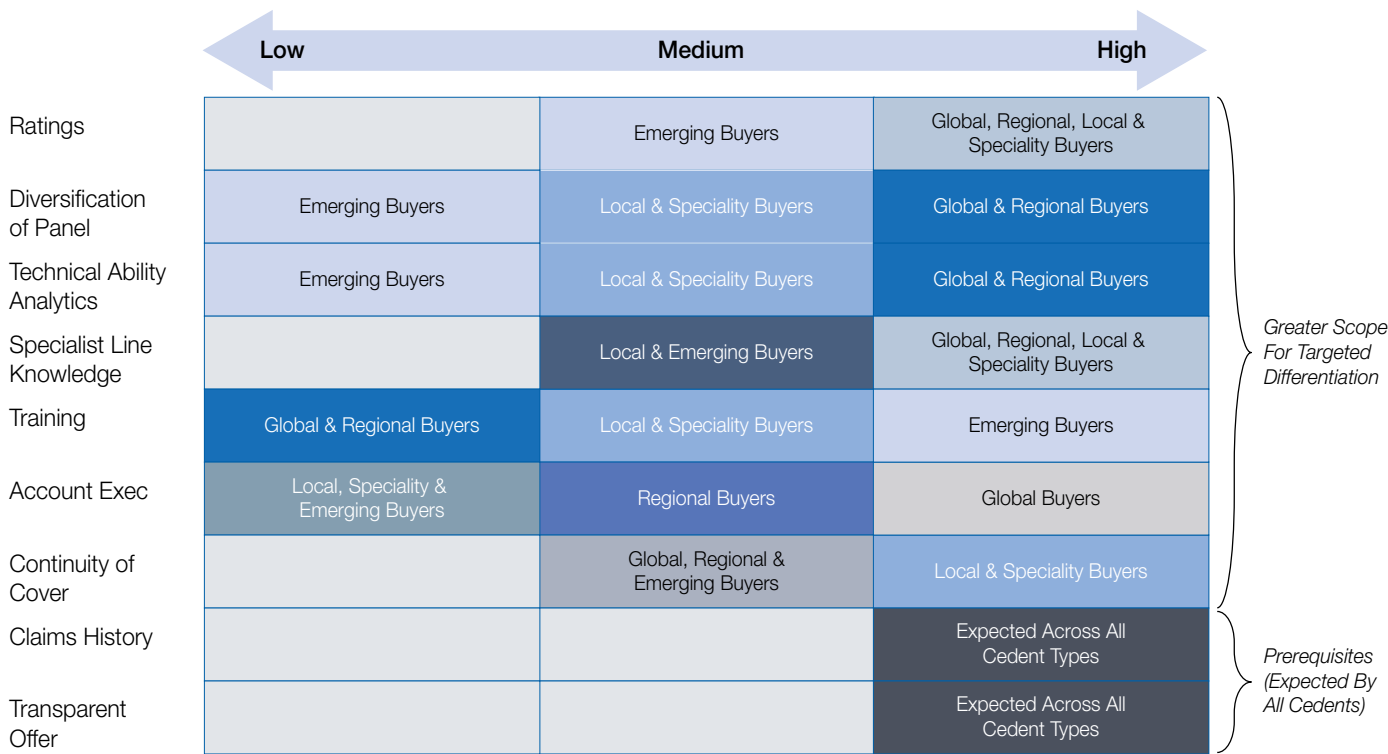 Low Medium High
Ratings
Emerging Buyers
Global, Regional, Local &
Speciality Buyers
Diversification
of Panel
Emerging Buyers
Local & Speciality Buyers
Global & Regional Buyers
Technical Ability
Analytics
Emerging Buyers
Local & Speciality Buyers
Global & Regional Buyers
Specialist Line
Knowledge
Local & Emerging Buyers
Global, Regional, Local &
Speciality Buyers
Training
Global & Regional Buyers
Local & Speciality Buyers
Emerging Buyers
Account Exec
Local, Speciality &
Emerging Buyers
Regional Buyers
Global Buyers
Continuity of
Cover
Global, Regional &
Emerging Buyers
Local & Speciality Buyers
Greater Scope
For Targeted
Differentiation
Claims History
Expected Across All
Cedent Types
Transparent
Offer
Expected Across All
Cedent Types
Prerequisites
(Expected By
All Cedents)